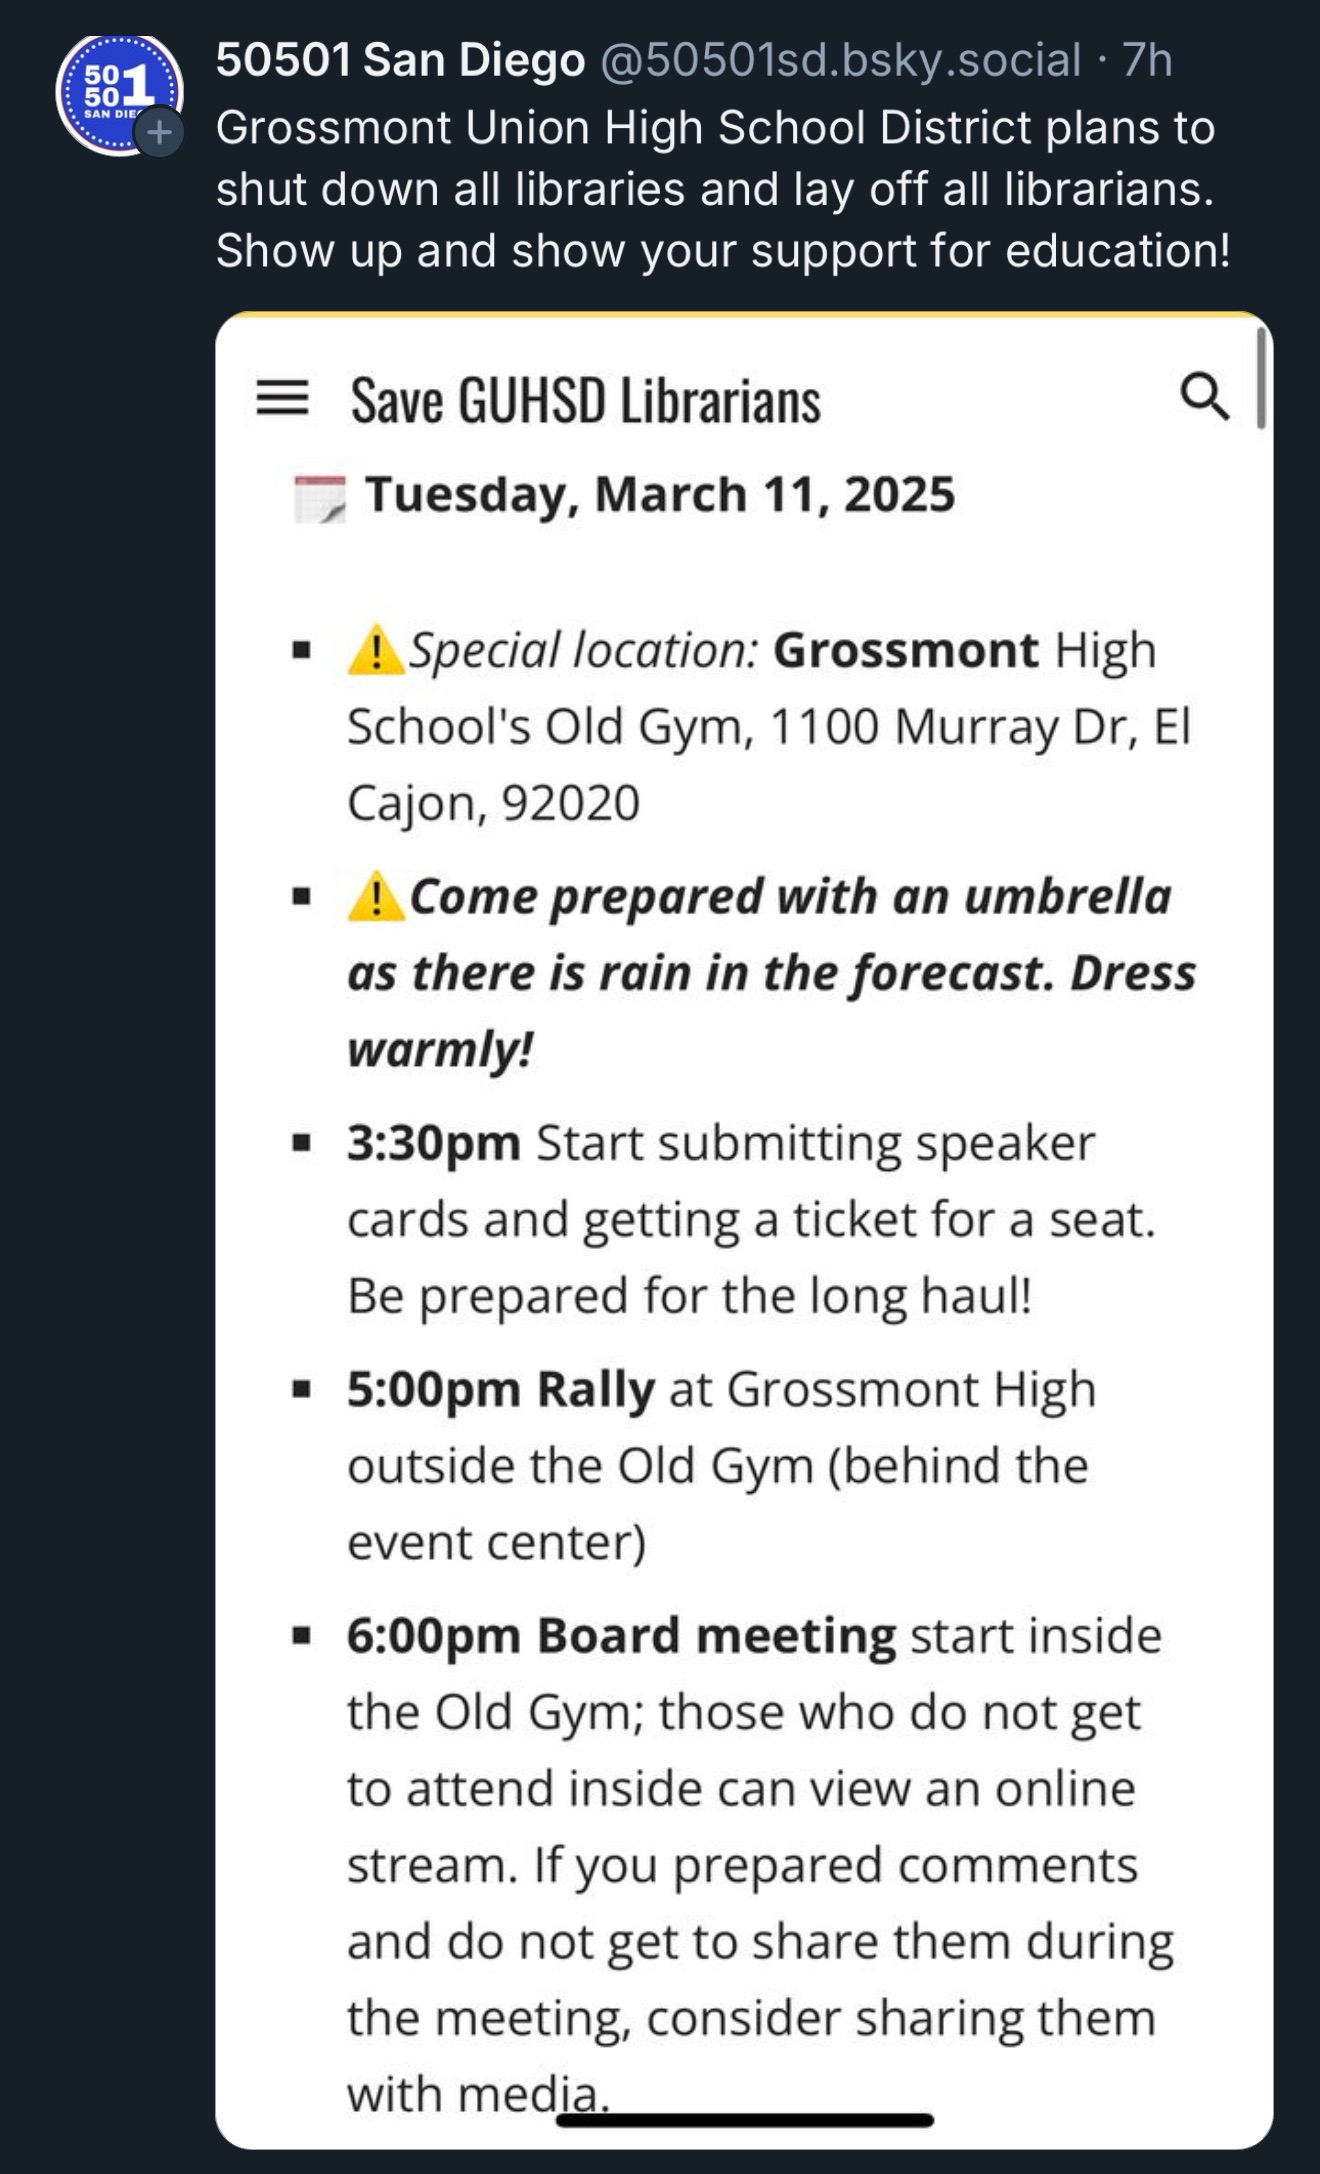 50501 San Diego @50501sd.bsky.social · 7h
50
501
SAN DIE
Grossmont Union High School District plans to
shut down all libraries and lay off all librarians.
Show up and show your support for education!
Save GUHSD Librarians
Tuesday, March 11, 2025
▪ ⚠️Special location: Grossmont High
School's Old Gym, 1100 Murray Dr, El
Cajon, 92020
▪ ⚠️Come prepared with an umbrella
as there is rain in the forecast. Dress
warmly!
▪ 3:30pm Start submitting speaker
cards and getting a ticket for a seat.
Be prepared for the long haul!
▪ 5:00pm Rally at Grossmont High
outside the Old Gym (behind the
event center)
▪ 6:00pm Board meeting start inside
the Old Gym; those who do not get
to attend inside can view an online
stream. If you prepared comments
and do not get to share them during
the meeting, consider sharing them
with media.